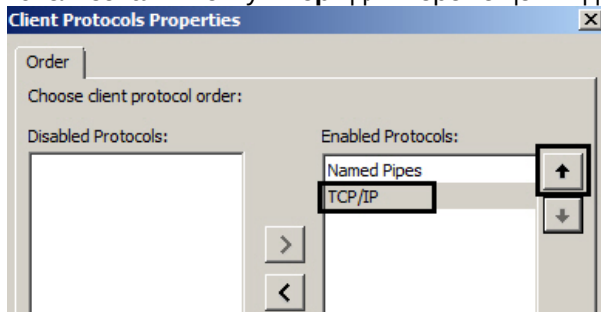 Client Protocols Properties
Order
Choose client protocol order:
Disabled Protocols:
Enabled Protocols:
Named Pipes
TCP/IP
>
<